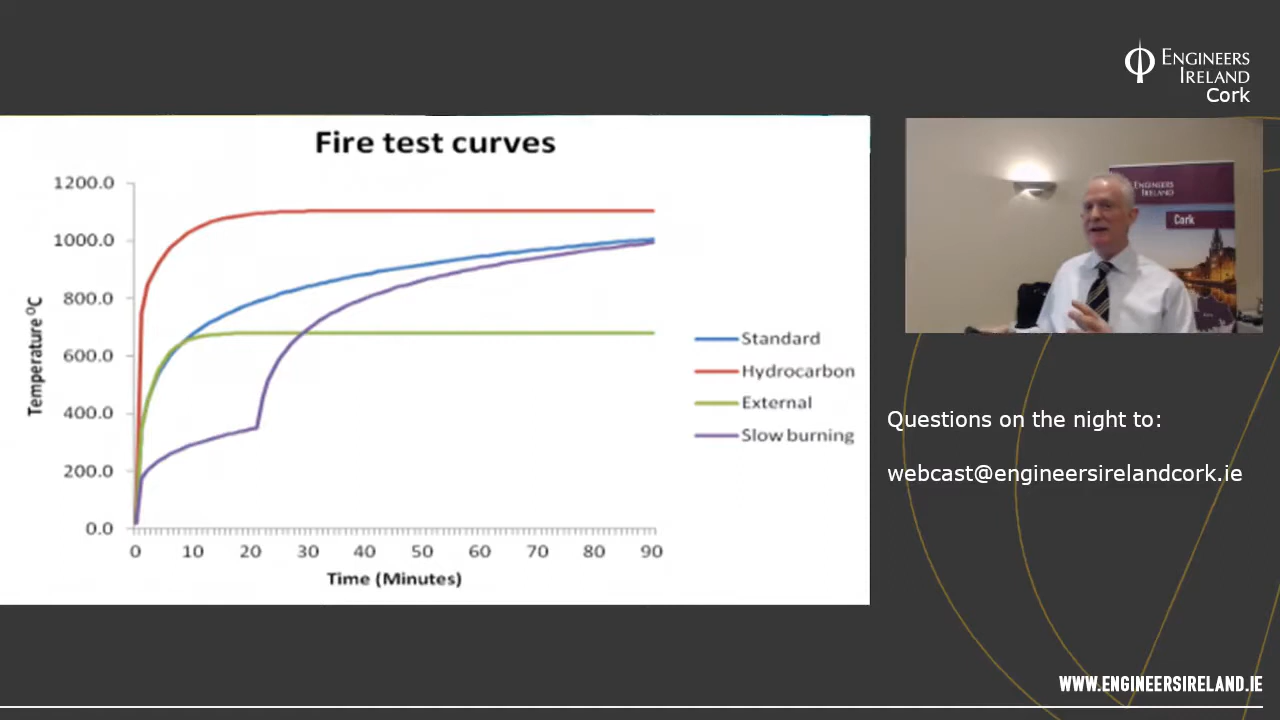 ENGINEERS
IRELAND
Cork
Fire test curves
1200.0
1000.0
800.0
600.0
400.0
200.0
0.0
Temperature ºC
0 10 20 30 40 50 60 70 80 90
Time (Minutes)
Standard
Hydrocarbon
External
Slow burning
ENGINEERS
IRELAND
Cork
Questions on the night to:
webcast@engineersirelandcork.ie
WWW.ENGINEERSIRELAND.IE